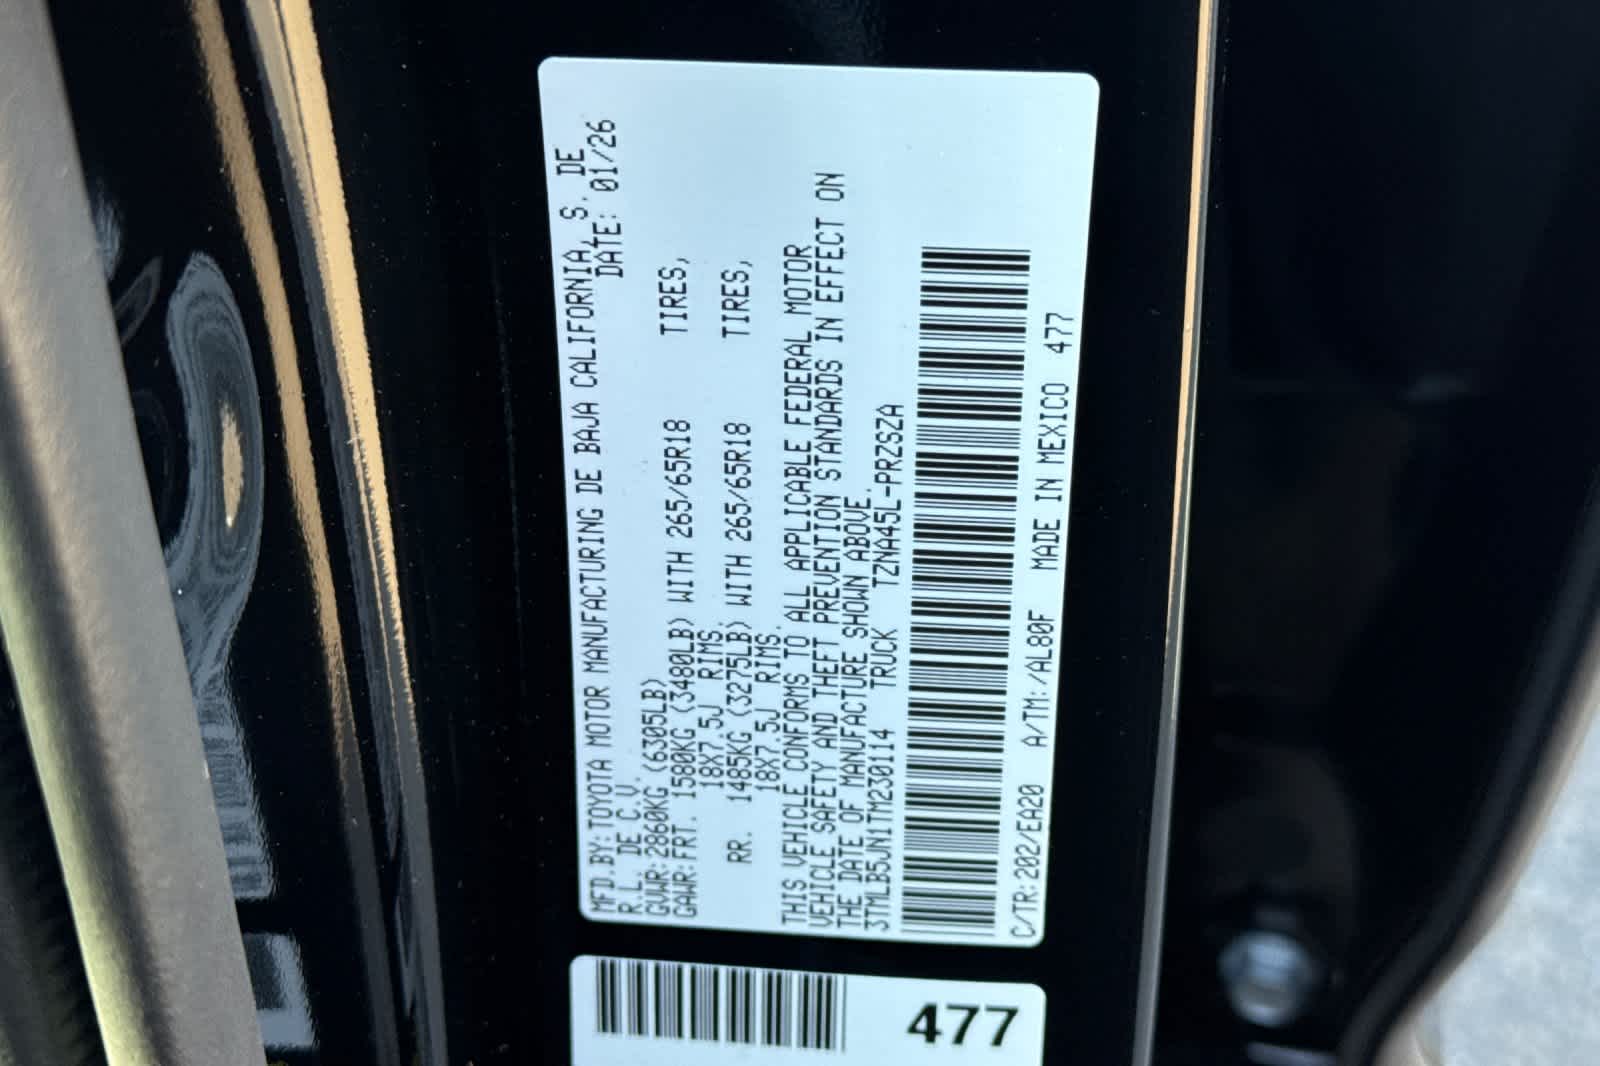 MFD.BY:TOYOTA MOTOR MANUFACTURING DE BAJA CALIFORNIA, S. DE
R.L. DE C.V. DATE: 01/26
GVWR:2860KG (6305LB)
GAWR:FRT. 1580KG (3480LB) WITH 265/65R18 TIRES,
18X7.5J RIMS.
RR. 1485KG (3275LB) WITH 265/65R18 TIRES,
18X7.5J RIMS.
THIS VEHICLE CONFORMS TO ALL APPLICABLE FEDERAL MOTOR
VEHICLE SAFETY AND THEFT PREVENTION STANDARDS IN EFFECT ON
THE DATE OF MANUFACTURE SHOWN ABOVE.
3TMLB5JN1TM230114 TRUCK TZNA45L-PRZSZA
C/TR:202/EA20 A/TM:/AL80F MADE IN MEXICO 477
477